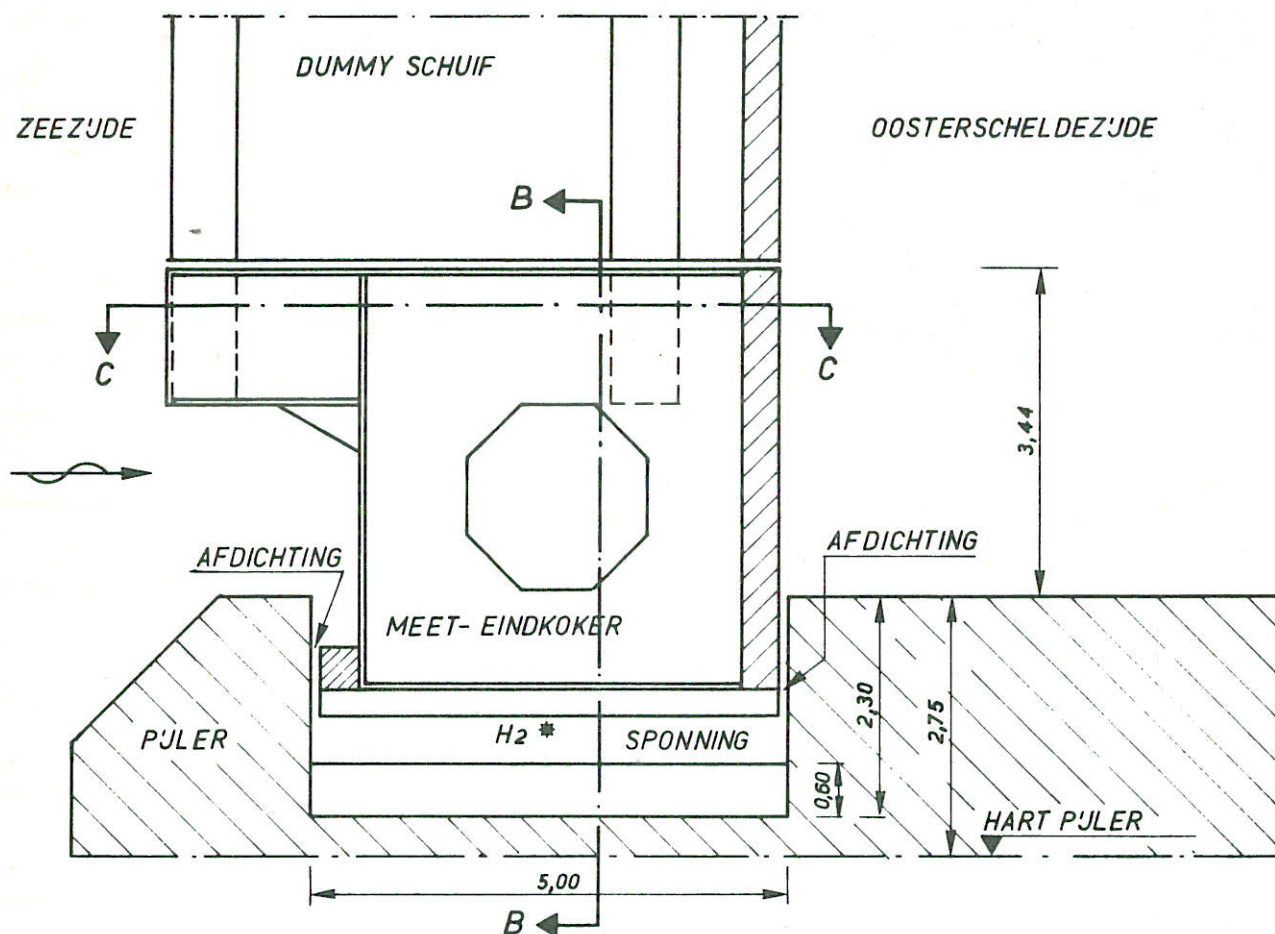 DUMMY SCHUIF
ZEEZIJDE
OOSTERSCHELDEZIJDE
B
C
C
3,44
AFDICHTING
AFDICHTING
MEET-EINDKOKER
PIJLER
H2 *
SPONNING
2,30
2,75
0,60
HART PIJLER
5,00
B